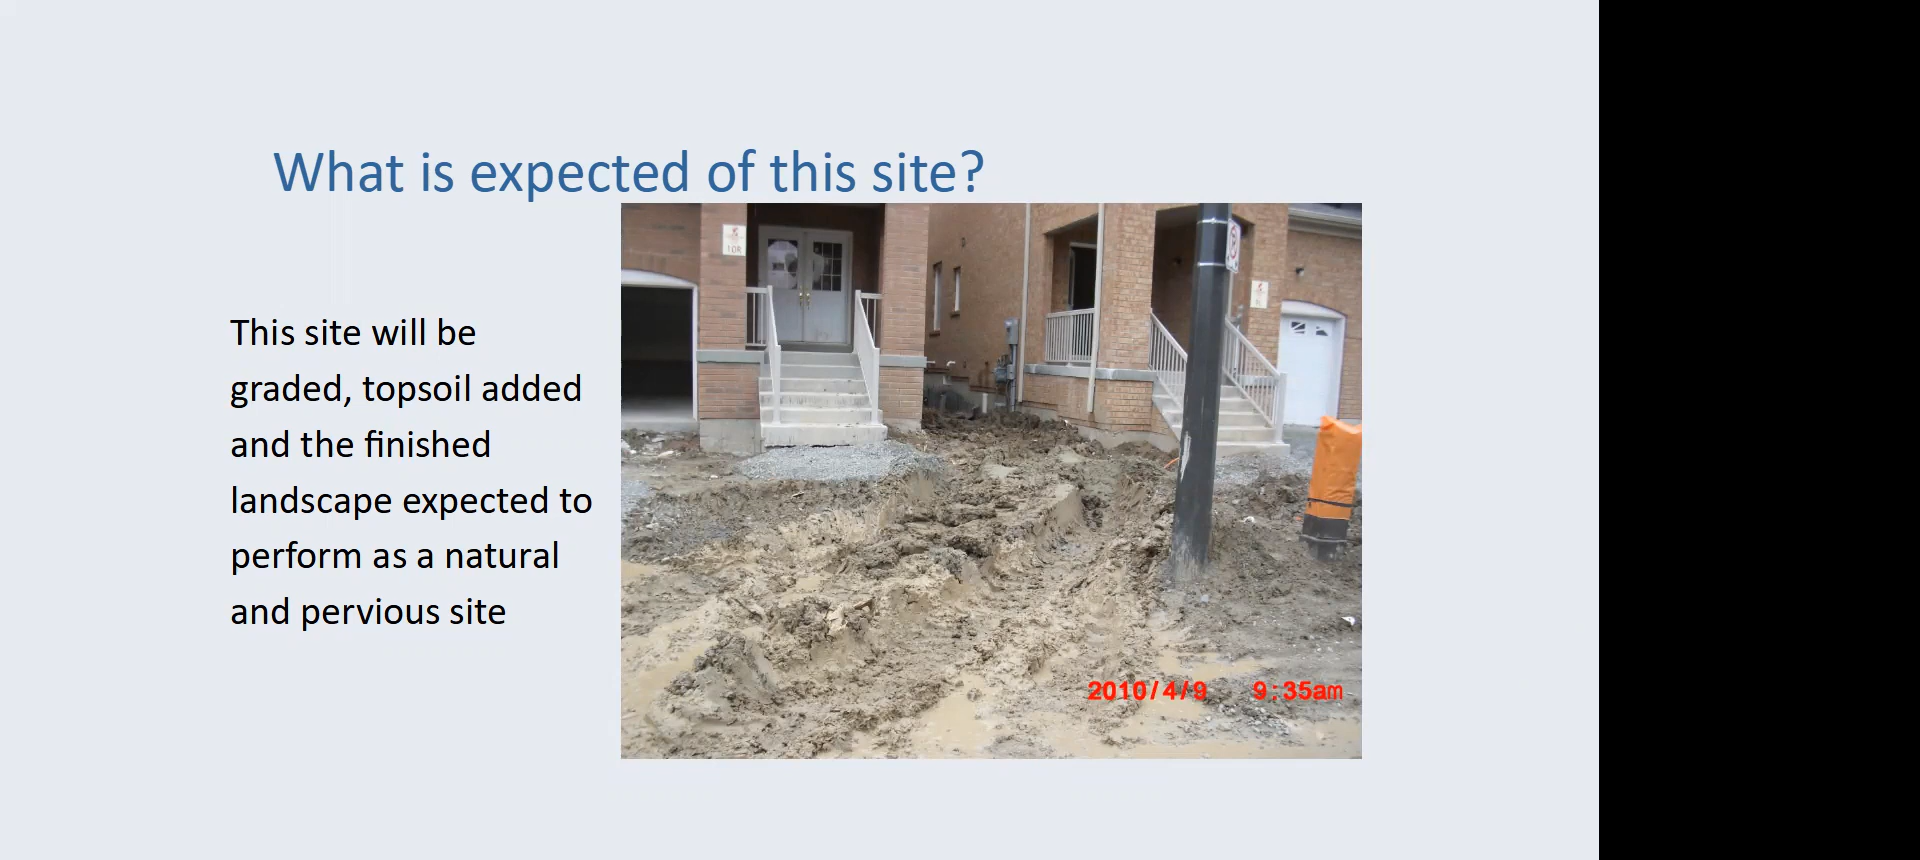 What is expected of this site?
This site will be
graded, topsoil added
and the finished
landscape expected to
perform as a natural
and pervious site
10R
2010/4/9 9:35am